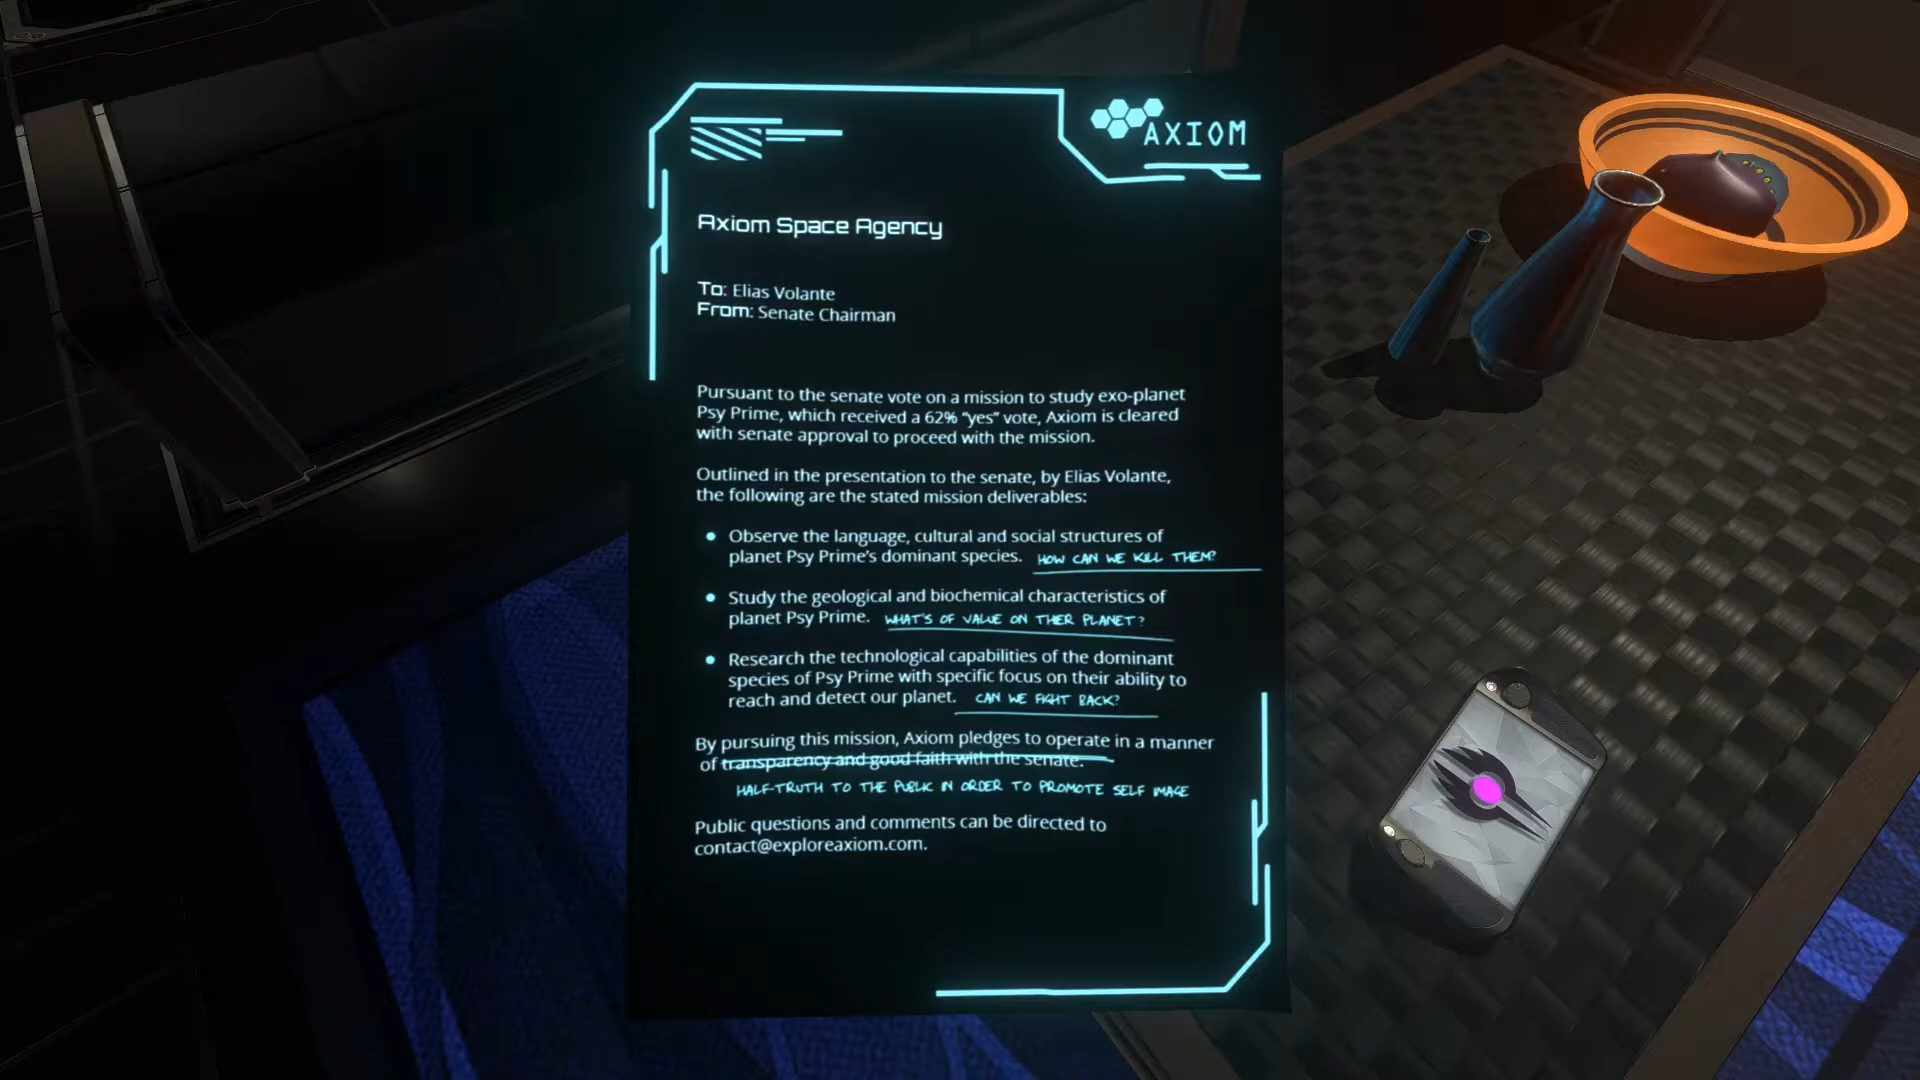 AXIOM
Axiom Space Agency
To: Elias Volante
From: Senate Chairman
Pursuant to the senate vote on a mission to study exo-planet
Psy Prime, which received a 62% “yes” vote, Axiom is cleared
with senate approval to proceed with the mission.
Outlined in the presentation to the senate, by Elias Volante,
the following are the stated mission deliverables:
• Observe the language, cultural and social structures of
planet Psy Prime's dominant species. HOW CAN WE KILL THEM?
• Study the geological and biochemical characteristics of
planet Psy Prime. WHAT'S OF VALUE ON THIER PLANET?
• Research the technological capabilities of the dominant
species of Psy Prime with specific focus on their ability to
reach and detect our planet. CAN WE FIGHT BACK?
By pursuing this mission, Axiom pledges to operate in a manner
of transparency and good faith with the senate.
HALF-TRUTH TO THE PUBLIC IN ORDER TO PROMOTE SELF IMAGE
Public questions and comments can be directed to
contact@exploreaxiom.com.